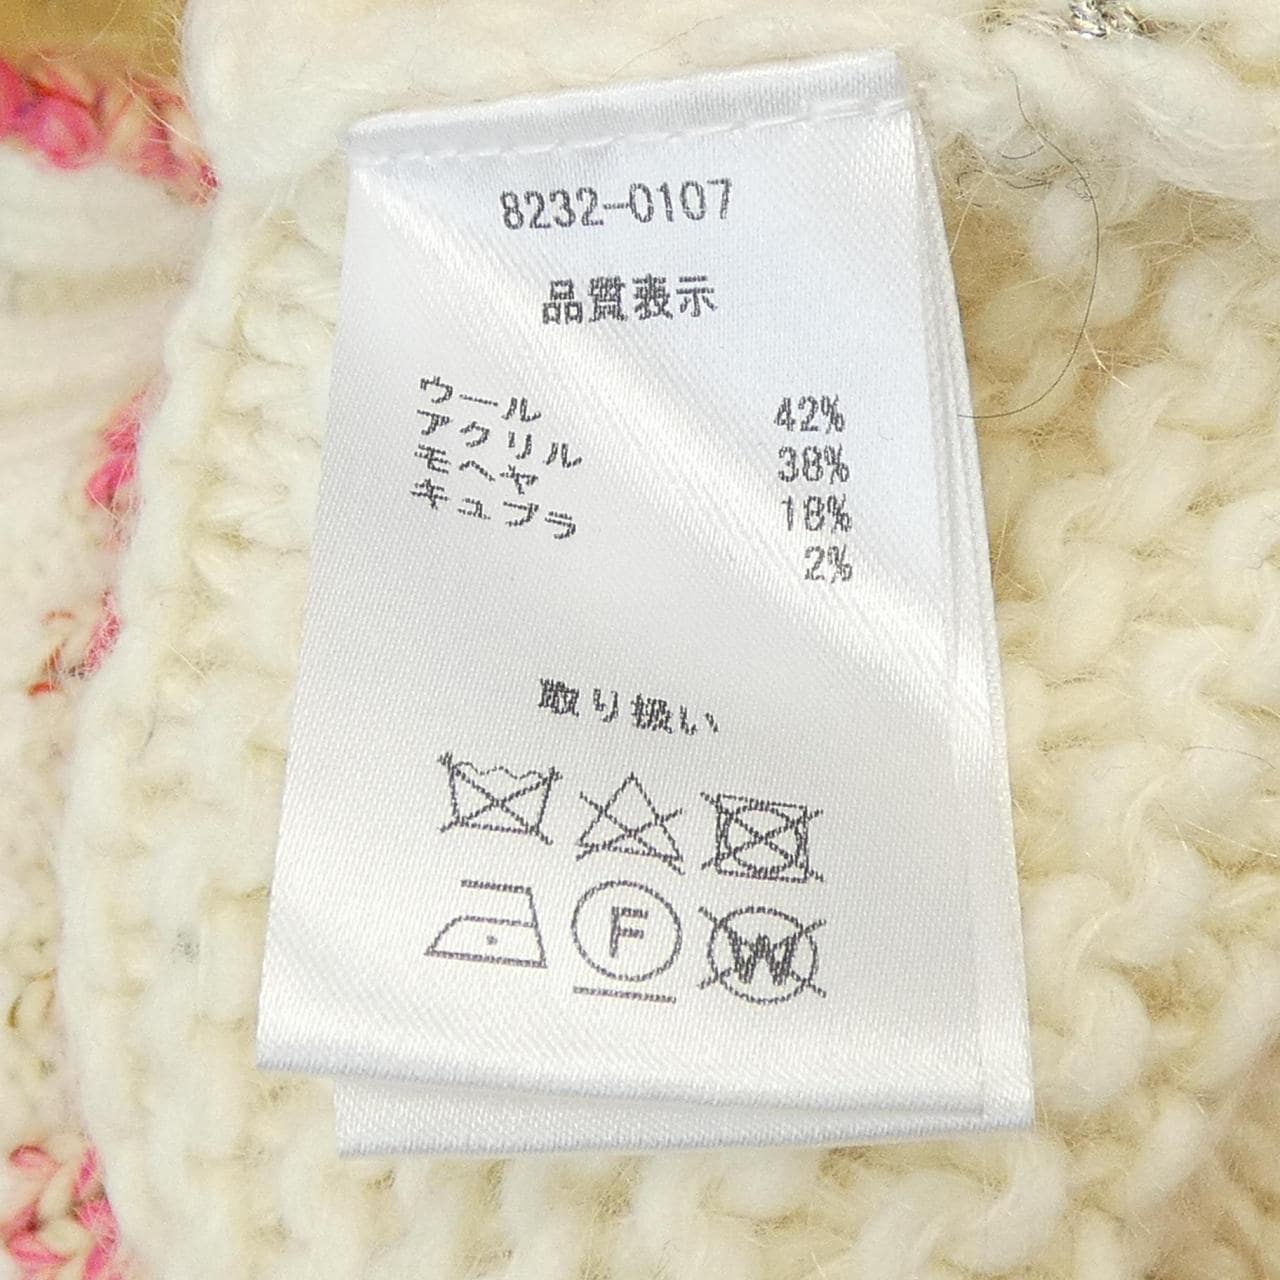 8232-0107
品質表示
ウール 42%
アクリル 38%
モヘヤ 18%
キュプラ 2%
取り扱い
F W